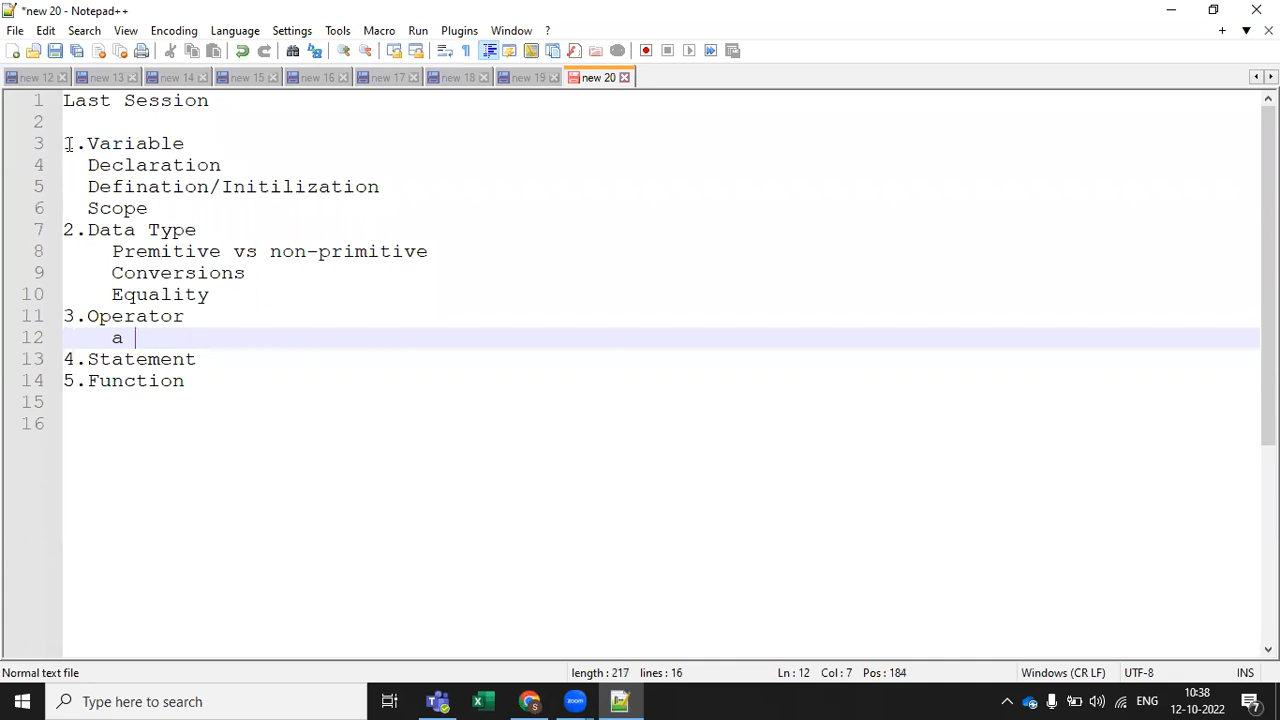 *new 20 - Notepad++
File Edit Search View Encoding Language Settings Tools Macro Run Plugins Window ?
new 12 new 13 new 14 new 15 new 16 new 17 new 18 new 19 new 20
1 Last Session
2
3 1.Variable
4 Declaration
5 Defination/Initilization
6 Scope
7 2.Data Type
8 Premitive vs non-primitive
9 Conversions
10 Equality
11 3.Operator
12 a
13 4.Statement
14 5.Function
15
16
Normal text file length : 217 lines : 16 Ln : 12 Col : 7 Pos : 184 Windows (CR LF) UTF-8 INS
Type here to search zoom ENG 10:38
12-10-2022 7